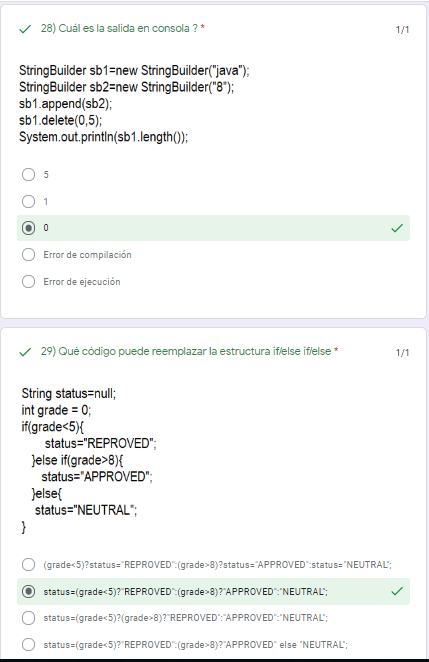 28) Cuál es la salida en consola ? *
1/1
StringBuilder sb1=new StringBuilder("java");
StringBuilder sb2=new StringBuilder("8");
sb1.append(sb2);
sb1.delete(0,5);
System.out.println(sb1.length());
5
1
0
Error de compilación
Error de ejecución
29) Qué código puede reemplazar la estructura if/else if/else *
1/1
String status=null;
int grade = 0;
if(grade<5){
status="REPROVED";
}else if(grade>8){
status="APPROVED";
}else{
status="NEUTRAL";
}
(grade<5)?status="REPROVED":(grade>8)?status="APPROVED":status="NEUTRAL";
status=(grade<5)?"REPROVED":(grade>8)?"APPROVED":"NEUTRAL";
status=(grade<5)?(grade>8)?"REPROVED":"APPROVED":"NEUTRAL";
status=(grade<5)?"REPROVED":(grade>8)?"APPROVED" else "NEUTRAL";